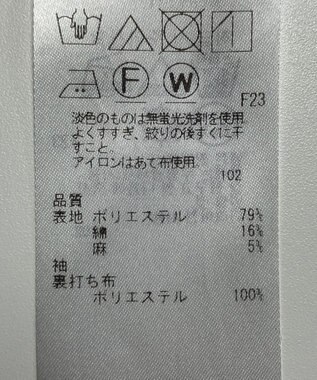 F W F23
淡色のものは無蛍光洗剤を使用
よくすすぎ、絞りの後すぐに干
すこと。
アイロンはあて布使用。
102
品質
表地 ポリエステル 79%
綿 16%
麻 5%
袖
裏打ち布
ポリエステル 100%